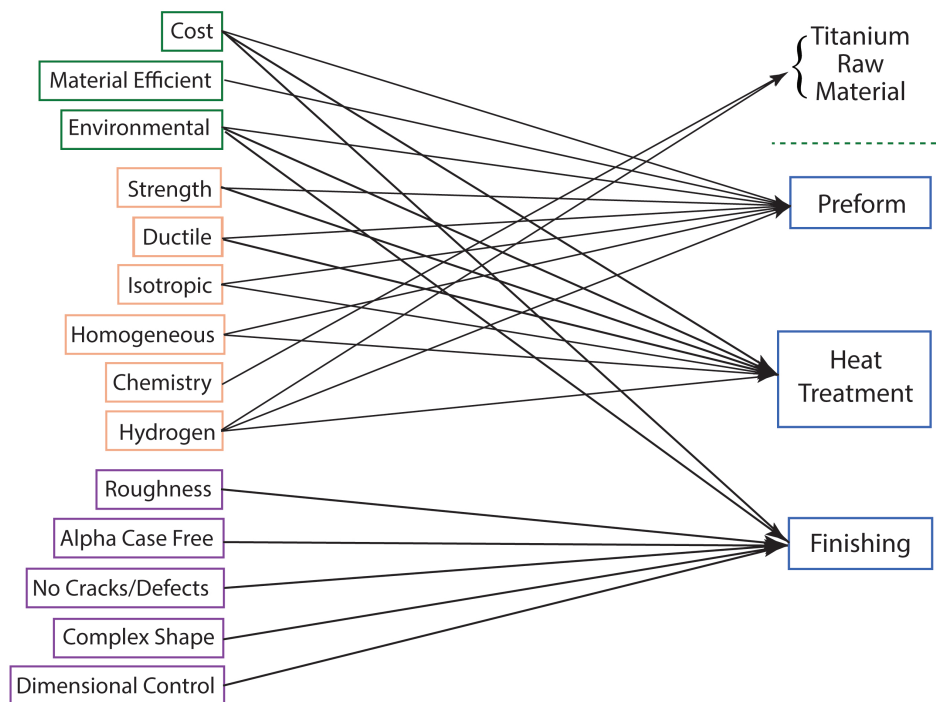 Cost
Material Efficient
Environmental
Strength
Ductile
Isotropic
Homogeneous
Chemistry
Hydrogen
Roughness
Alpha Case Free
No Cracks/Defects
Complex Shape
Dimensional Control
Titanium
Raw
Material
Preform
Heat
Treatment
Finishing